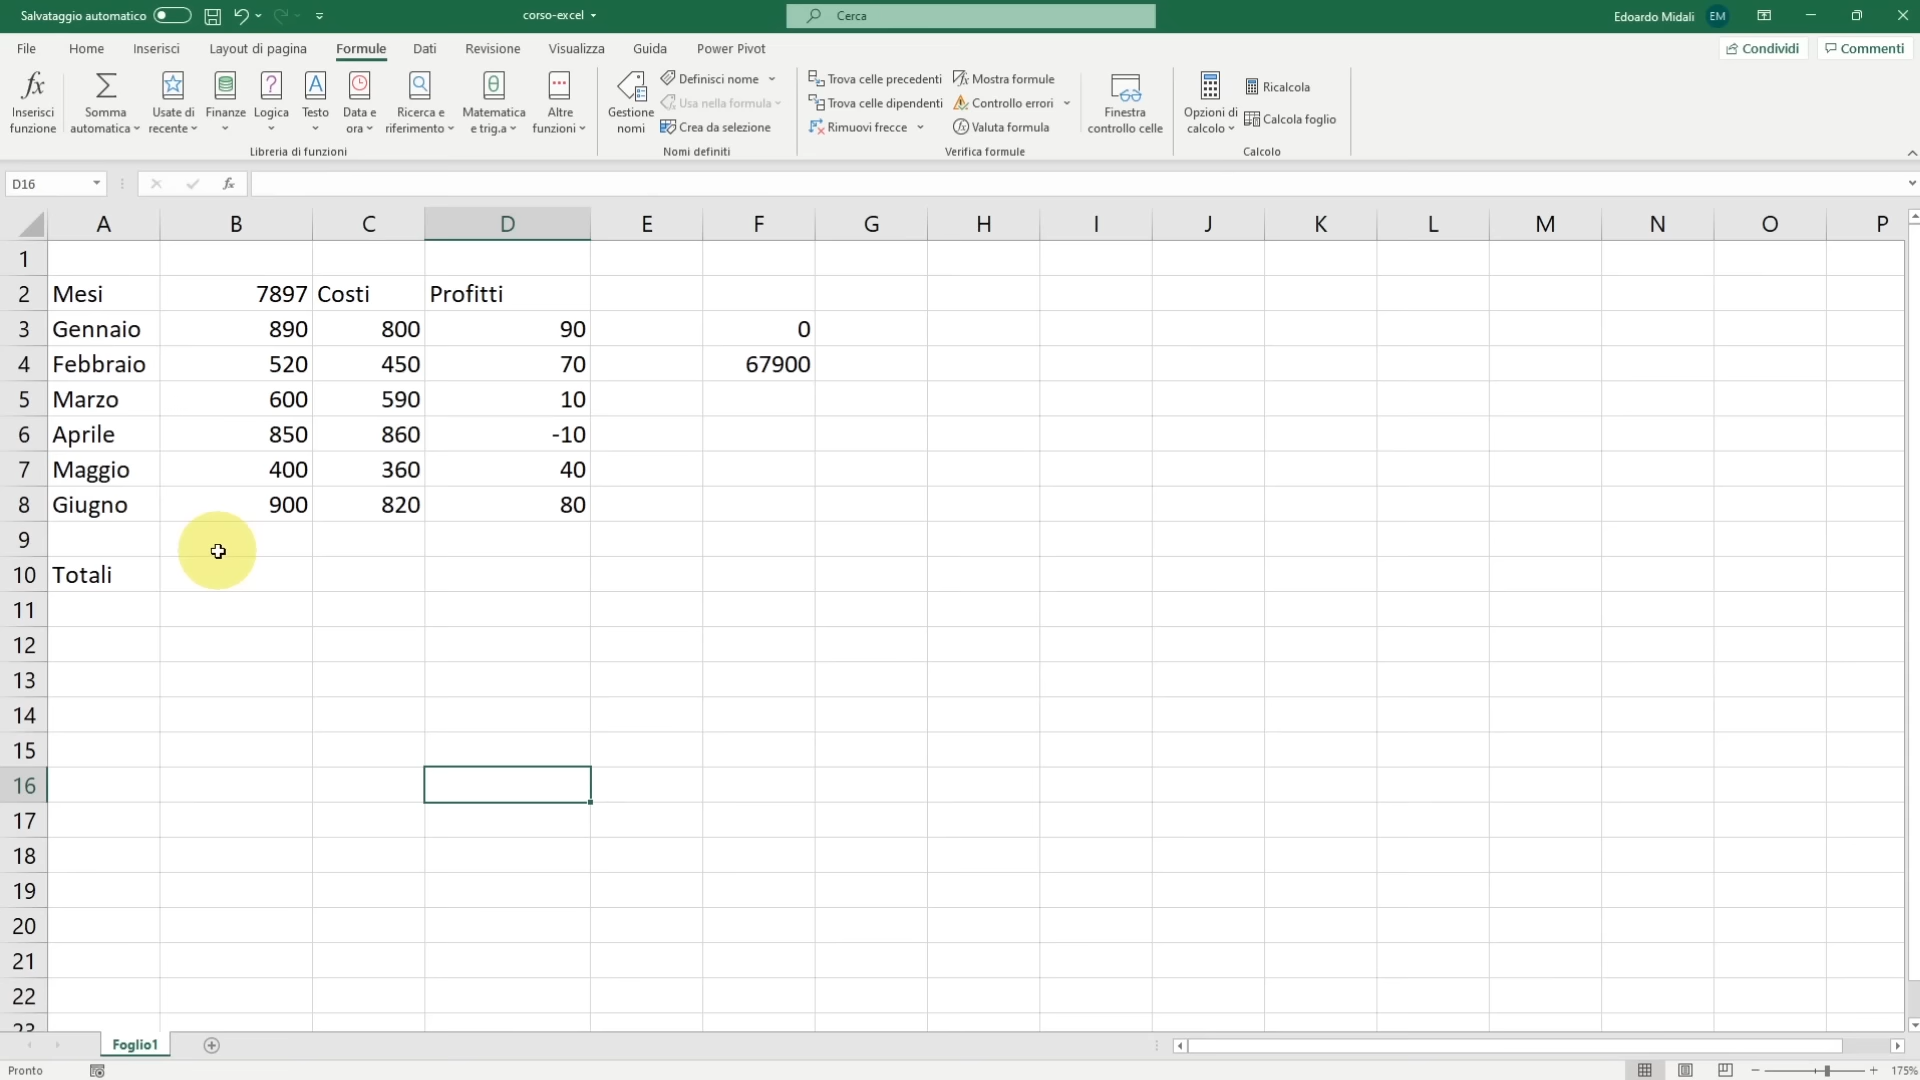 Salvataggio automatico corso-excel Cerca Edoardo Midali EM
File Home Inserisci Layout di pagina Formule Dati Revisione Visualizza Guida Power Pivot Condividi Commenti
Inserisci funzione
Somma automatica
Usate di recente
Finanze
Logica
Testo
Data e ora
Ricerca e riferimento
Matematica e trig.a
Altre funzioni
Libreria di funzioni
Gestione nomi
Definisci nome
Usa nella formula
Crea da selezione
Nomi definiti
Trova celle precedenti
Trova celle dipendenti
Rimuovi frecce
Mostra formule
Controllo errori
Valuta formula
Finestra controllo celle
Verifica formule
Opzioni di calcolo
Ricalcola
Calcola foglio
Calcolo
D16 fx
A B C D E F G H I J K L M N O P
1
2 Mesi 7897 Costi Profitti
3 Gennaio 890 800 90 0
4 Febbraio 520 450 70 67900
5 Marzo 600 590 10
6 Aprile 850 860 -10
7 Maggio 400 360 40
8 Giugno 900 820 80
9
10 Totali
11
12
13
14
15
16
17
18
19
20
21
22
23
Foglio1
Pronto 175%